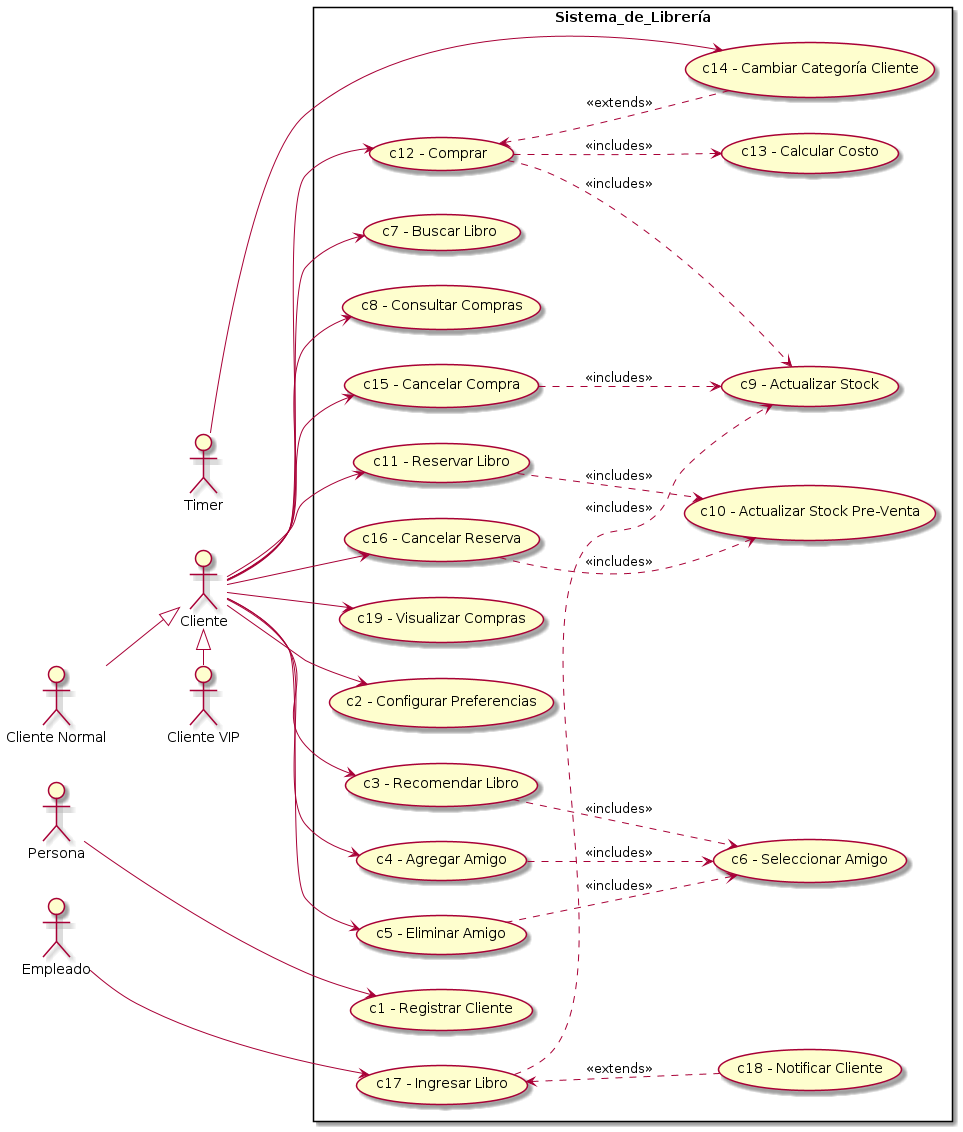 Sistema_de_Librería
c14 - Cambiar Categoría Cliente
«extends»
c12 - Comprar
«includes»
c13 - Calcular Costo
«includes»
c7 - Buscar Libro
c8 - Consultar Compras
c15 - Cancelar Compra
«includes»
c9 - Actualizar Stock
c11 - Reservar Libro
«includes»
Timer
«includes»
c10 - Actualizar Stock Pre-Venta
c16 - Cancelar Reserva
«includes»
Cliente
c19 - Visualizar Compras
c2 - Configurar Preferencias
Cliente Normal
Cliente VIP
c3 - Recomendar Libro
«includes»
Persona
c4 - Agregar Amigo
«includes»
c6 - Seleccionar Amigo
«includes»
c5 - Eliminar Amigo
Empleado
c1 - Registrar Cliente
«extends»
c18 - Notificar Cliente
c17 - Ingresar Libro